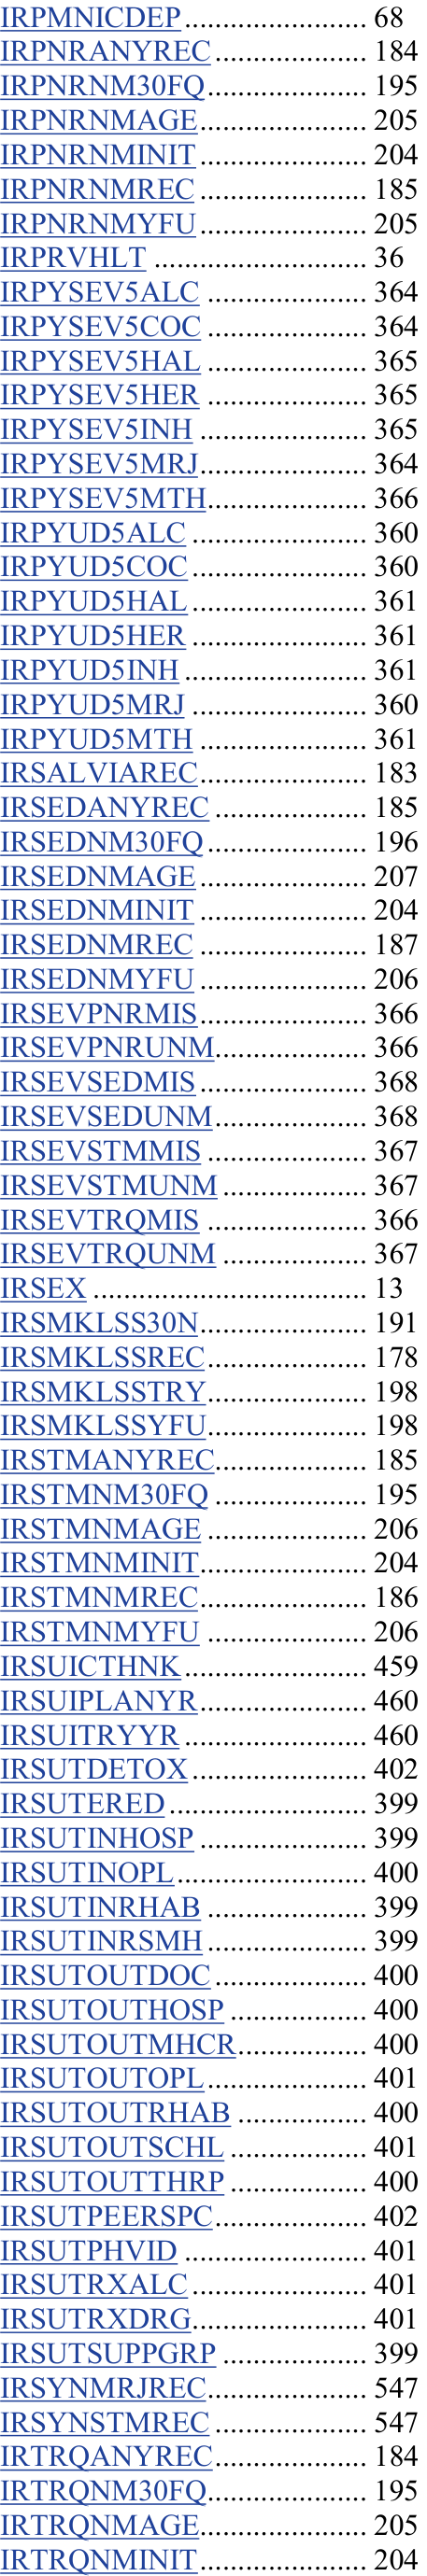 IRPMNICDEP ........................ 68
IRPNRANYREC .................... 184
IRPNRNM30FQ..................... 195
IRPNRNMAGE...................... 205
IRPNRNMINIT ...................... 204
IRPNRNMREC ....................... 185
IRPNRNMYFU ...................... 205
IRPRVHLT ............................ 36
IRPYSEV5ALC ..................... 364
IRPYSEV5COC ..................... 364
IRPYSEV5HAL ..................... 365
IRPYSEV5HER ..................... 365
IRPYSEV5INH ...................... 365
IRPYSEV5MRJ...................... 364
IRPYSEV5MTH..................... 366
IRPYUD5ALC ....................... 360
IRPYUD5COC ....................... 360
IRPYUD5HAL ....................... 361
IRPYUD5HER ....................... 361
IRPYUD5INH ........................ 361
IRPYUD5MRJ ....................... 360
IRPYUD5MTH ...................... 361
IRSALVIAREC...................... 183
IRSEDANYREC .................... 185
IRSEDNM30FQ ..................... 196
IRSEDNMAGE ...................... 207
IRSEDNMINIT ...................... 204
IRSEDNMREC ....................... 187
IRSEDNMYFU ...................... 206
IRSEVPNRMIS...................... 366
IRSEVPNRUNM.................... 366
IRSEVSEDMIS ...................... 368
IRSEVSEDUNM.................... 368
IRSEVSTMMIS ..................... 367
IRSEVSTMUNM ................... 367
IRSEVTRQMIS ..................... 366
IRSEVTRQUNM ................... 367
IRSEX .................................... 13
IRSMKLSS30N...................... 191
IRSMKLSSREC..................... 178
IRSMKLSSTRY..................... 198
IRSMKLSSYFU..................... 198
IRSTMANYREC.................... 185
IRSTMNM30FQ .................... 195
IRSTMNMAGE ..................... 206
IRSTMNMINIT...................... 204
IRSTMNMREC...................... 186
IRSTMNMYFU ..................... 206
IRSUICTHNK ........................ 459
IRSUIPLANYR...................... 460
IRSUITRYYR ........................ 460
IRSUTDETOX ....................... 402
IRSUTERED .......................... 399
IRSUTINHOSP ...................... 399
IRSUTINOPL......................... 400
IRSUTINRHAB ..................... 399
IRSUTINRSMH ..................... 399
IRSUTOUTDOC .................... 400
IRSUTOUTHOSP .................. 400
IRSUTOUTMHCR................. 400
IRSUTOUTOPL ..................... 401
IRSUTOUTRHAB ................. 400
IRSUTOUTSCHL .................. 401
IRSUTOUTTHRP .................. 400
IRSUTPEERSPC.................... 402
IRSUTPHVID ........................ 401
IRSUTRXALC ....................... 401
IRSUTRXDRG....................... 401
IRSUTSUPPGRP ................... 399
IRSYNMRJREC..................... 547
IRSYNSTMREC .................... 547
IRTRQANYREC.................... 184
IRTRQNM30FQ..................... 195
IRTRQNMAGE...................... 205
IRTRQNMINIT...................... 204